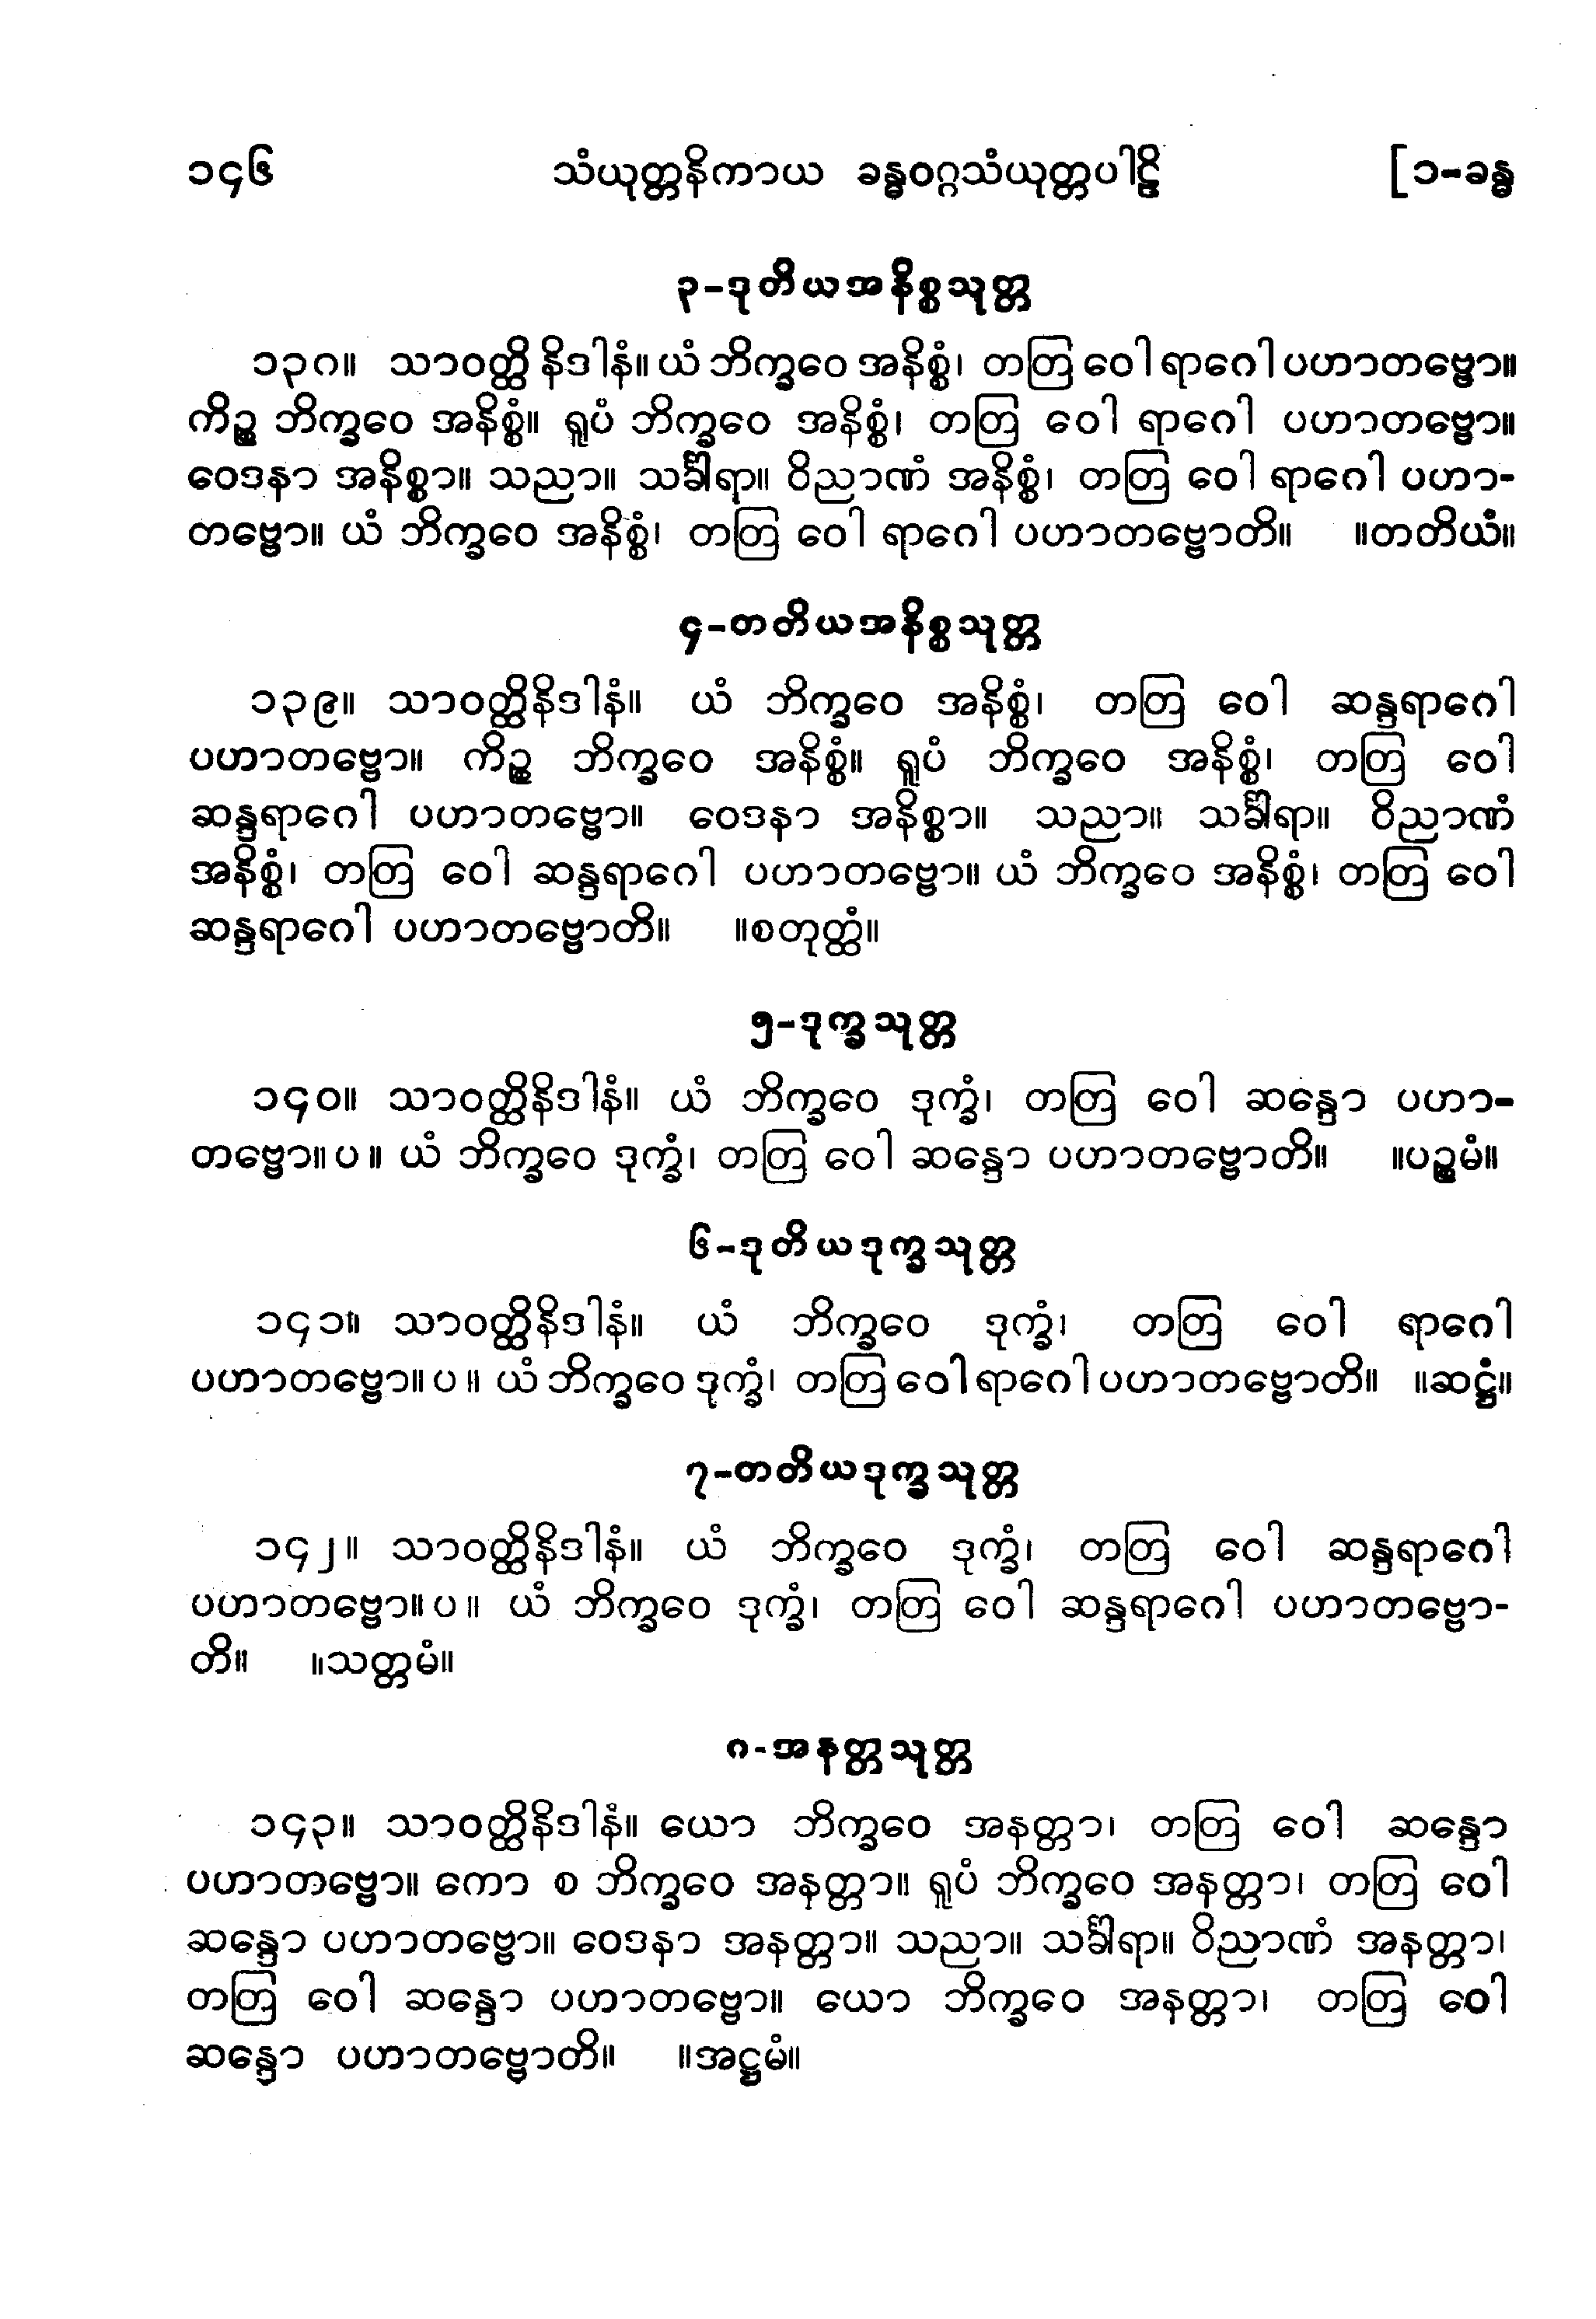 ၁၄၆ သံယုတ္တနိကာယ ခန္ဓဝဂ္ဂသံယုတ္တပါဠိ [၁-ခန္ဓ
၃-ဒုတိယအနိစ္စသုတ္တ
၁၃၈။ သာဝတ္ထိ နိဒါနံ။ ယံ ဘိက္ခဝေ အနိစ္စံ၊ တတြ ဝေါ ရာဂေါ ပဟာတဗ္ဗော။
ကိဉ္စ ဘိက္ခဝေ အနိစ္စံ။ ရူပံ ဘိက္ခဝေ အနိစ္စံ၊ တတြ ဝေါ ရာဂေါ ပဟာတဗ္ဗော။
ဝေဒနာ အနိစ္စာ။ သညာ။ သင်္ခါရာ။ ဝိညာဏံ အနိစ္စံ၊ တတြ ဝေါ ရာဂေါ ပဟာ-
တဗ္ဗော။ ယံ ဘိက္ခဝေ အနိစ္စံ၊ တတြ ဝေါ ရာဂေါ ပဟာတဗ္ဗောတိ။ ။တတိယံ။
၄-တတိယအနိစ္စသုတ္တ
၁၃၉။ သာဝတ္ထိနိဒါနံ။ ယံ ဘိက္ခဝေ အနိစ္စံ၊ တတြ ဝေါ ဆန္ဒရာဂေါ
ပဟာတဗ္ဗော။ ကိဉ္စ ဘိက္ခဝေ အနိစ္စံ။ ရူပံ ဘိက္ခဝေ အနိစ္စံ၊ တတြ ဝေါ
ဆန္ဒရာဂေါ ပဟာတဗ္ဗော။ ဝေဒနာ အနိစ္စာ။ သညာ။ သင်္ခါရာ။ ဝိညာဏံ
အနိစ္စံ၊ တတြ ဝေါ ဆန္ဒရာဂေါ ပဟာတဗ္ဗော။ ယံ ဘိက္ခဝေ အနိစ္စံ၊ တတြ ဝေါ
ဆန္ဒရာဂေါ ပဟာတဗ္ဗောတိ။ ။စတုတ္ထံ။
၅-ဒုက္ခသုတ္တ
၁၄၀။ သာဝတ္ထိနိဒါနံ။ ယံ ဘိက္ခဝေ ဒုက္ခံ၊ တတြ ဝေါ ဆန္ဒော ပဟာ-
တဗ္ဗော။ ပ ။ ယံ ဘိက္ခဝေ ဒုက္ခံ၊ တတြ ဝေါ ဆန္ဒော ပဟာတဗ္ဗောတိ။ ။ပဉ္စမံ။
၆-ဒုတိယဒုက္ခသုတ္တ
၁၄၁။ သာဝတ္ထိနိဒါနံ။ ယံ ဘိက္ခဝေ ဒုက္ခံ၊ တတြ ဝေါ ရာဂေါ
ပဟာတဗ္ဗော။ ပ ။ ယံ ဘိက္ခဝေ ဒုက္ခံ၊ တတြ ဝေါ ရာဂေါ ပဟာတဗ္ဗောတိ။ ။ဆဋ္ဌံ။
၇-တတိယဒုက္ခသုတ္တ
၁၄၂။ သာဝတ္ထိနိဒါနံ။ ယံ ဘိက္ခဝေ ဒုက္ခံ၊ တတြ ဝေါ ဆန္ဒရာဂေါ
ပဟာတဗ္ဗော။ ပ ။ ယံ ဘိက္ခဝေ ဒုက္ခံ၊ တတြ ဝေါ ဆန္ဒရာဂေါ ပဟာတဗ္ဗော-
တိ။ ။သတ္တမံ။
၈-အနတ္တသုတ္တ
၁၄၃။ သာဝတ္ထိနိဒါနံ။ ယော ဘိက္ခဝေ အနတ္တာ၊ တတြ ဝေါ ဆန္ဒော
ပဟာတဗ္ဗော။ ကော စ ဘိက္ခဝေ အနတ္တာ။ ရူပံ ဘိက္ခဝေ အနတ္တာ၊ တတြ ဝေါ
ဆန္ဒော ပဟာတဗ္ဗော။ ဝေဒနာ အနတ္တာ။ သညာ။ သင်္ခါရာ။ ဝိညာဏံ အနတ္တာ၊
တတြ ဝေါ ဆန္ဒော ပဟာတဗ္ဗော။ ယော ဘိက္ခဝေ အနတ္တာ၊ တတြ ဝေါ
ဆန္ဒော ပဟာတဗ္ဗောတိ။ ။အဋ္ဌမံ။